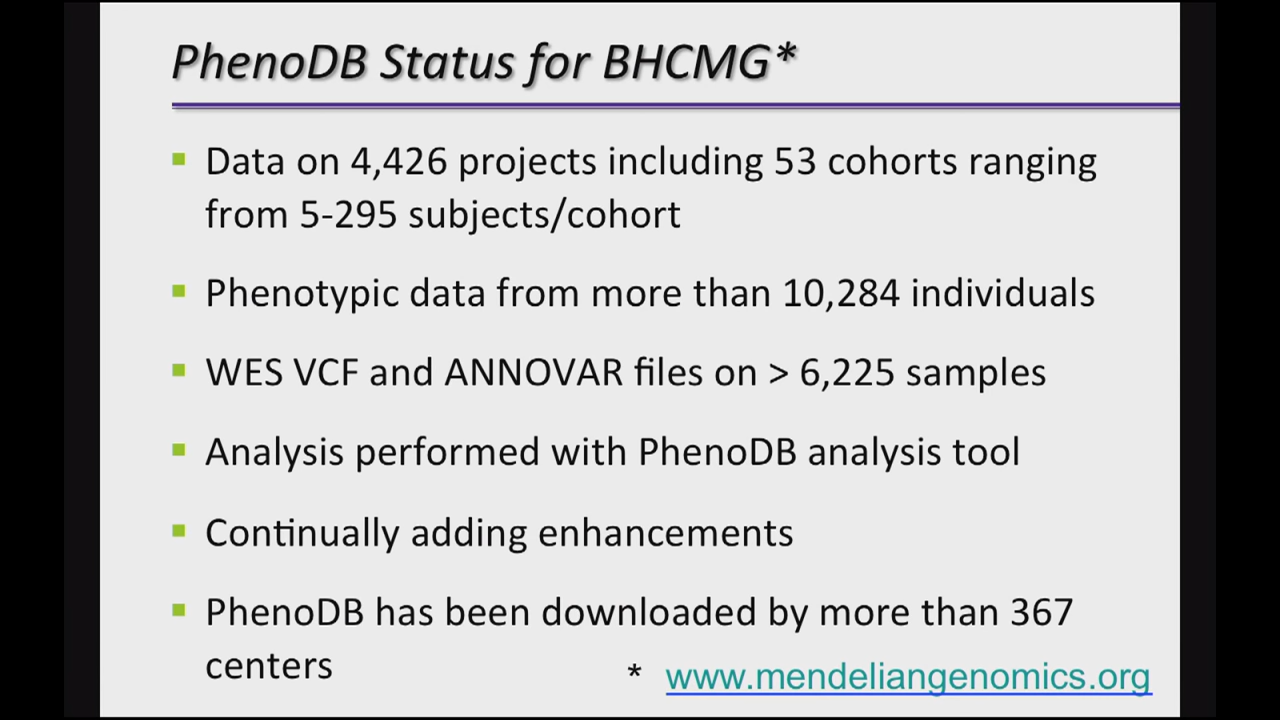 PhenoDB Status for BHCMG*
Data on 4,426 projects including 53 cohorts ranging
from 5-295 subjects/cohort
Phenotypic data from more than 10,284 individuals
WES VCF and ANNOVAR files on > 6,225 samples
Analysis performed with PhenoDB analysis tool
Continually adding enhancements
PhenoDB has been downloaded by more than 367
centers
* www.mendeliangenomics.org